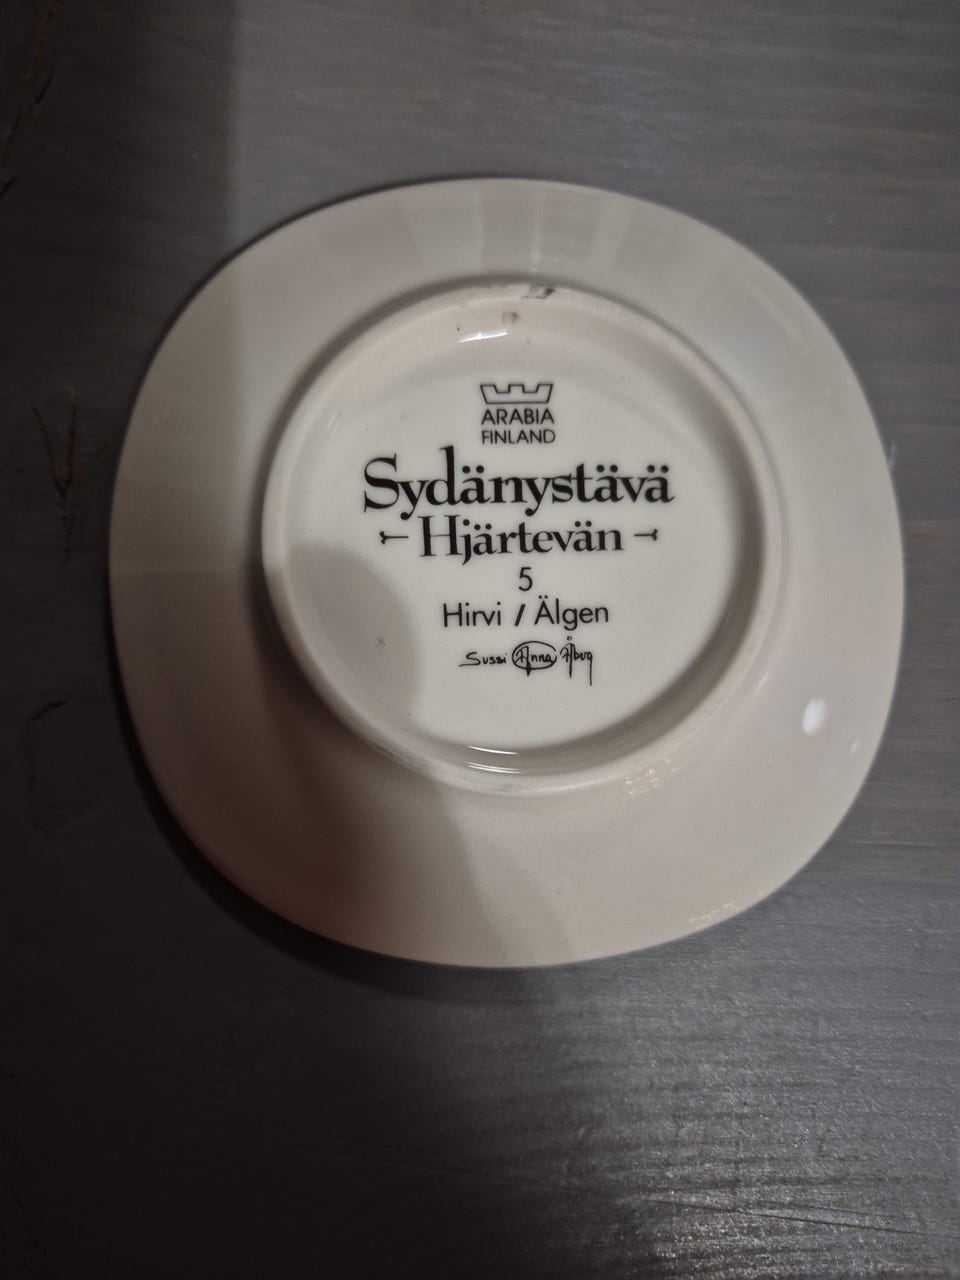 ARABIA
FINLAND
Sydänystävä
Hjärtevän
5
Hirvi / Älgen
Sussi Anna Åberg